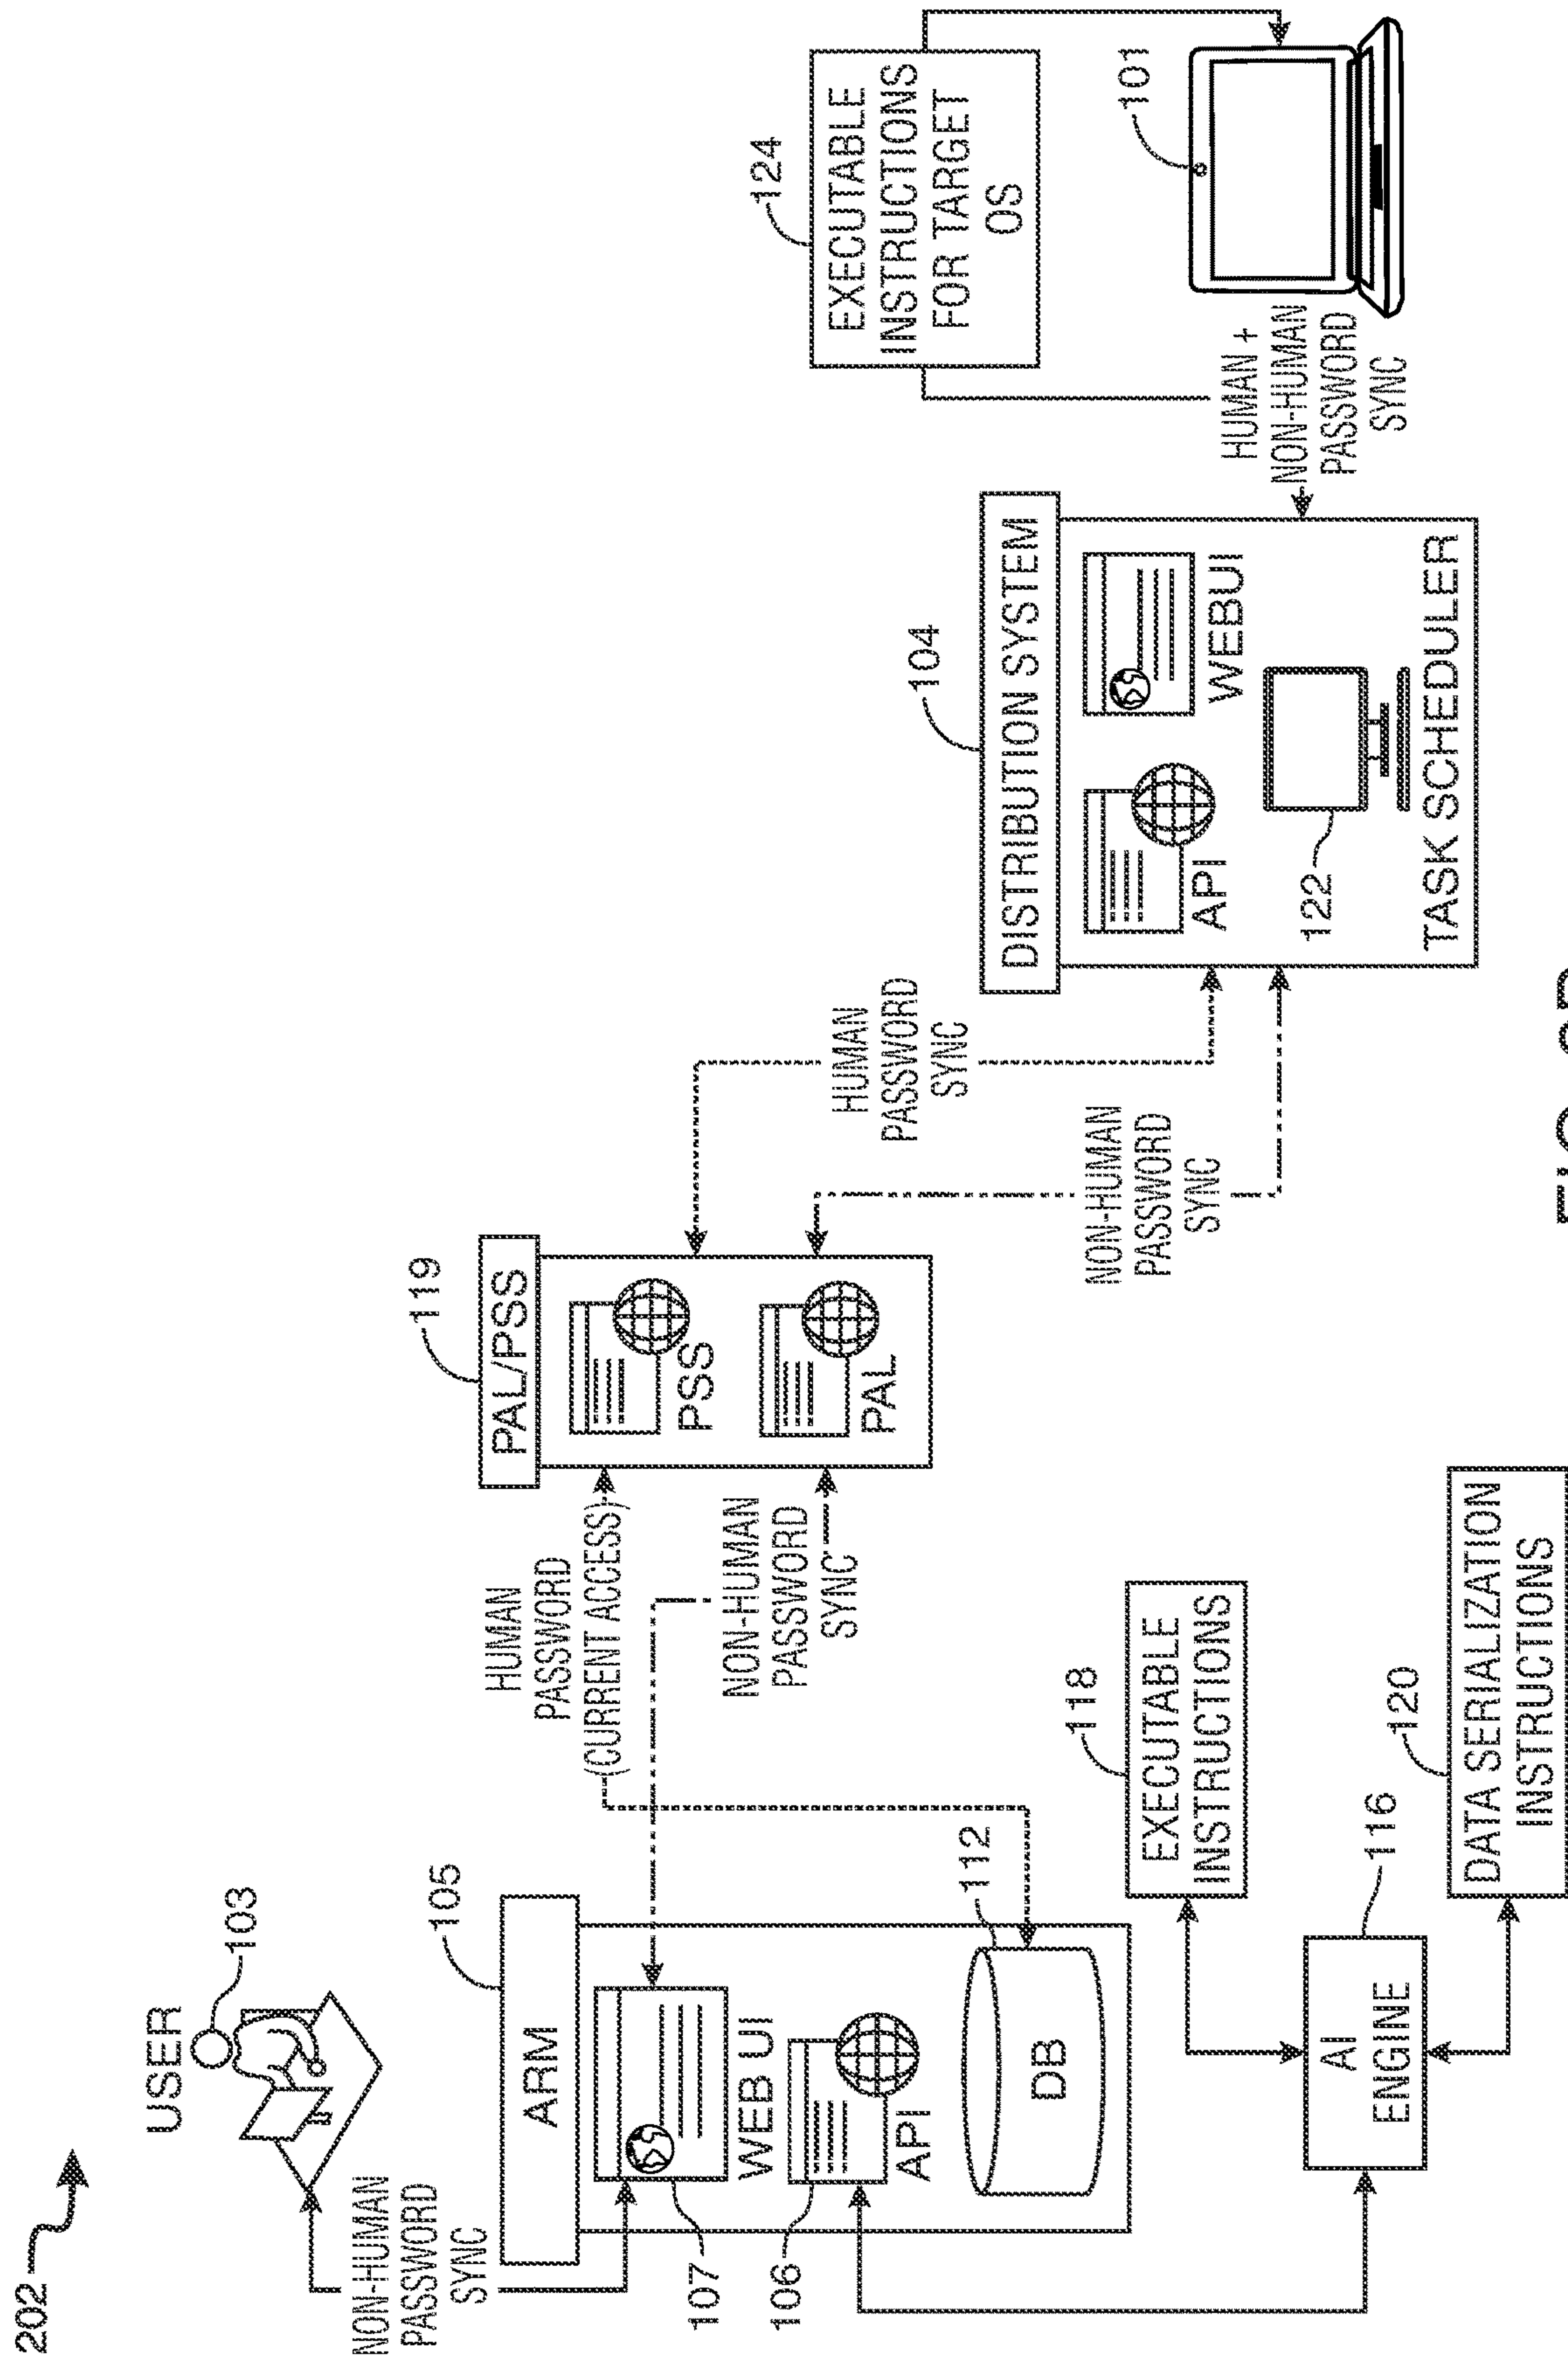 202
USER
103
NON-HUMAN
PASSWORD
SYNC
105
ARM
WEB UI
107
API
106
112
DB
HUMAN
PASSWORD
(CURRENT ACCESS)
NON-HUMAN
PASSWORD
SYNC
119
PAL/PSS
PSS
PAL
118
EXECUTABLE
INSTRUCTIONS
116
AI
ENGINE
120
DATA SERIALIZATION
INSTRUCTIONS
HUMAN
PASSWORD
SYNC
NON-HUMAN
PASSWORD
SYNC
104
DISTRIBUTION SYSTEM
API
WEBUI
122
TASK SCHEDULER
124
EXECUTABLE
INSTRUCTIONS
FOR TARGET
OS
101
HUMAN +
NON-HUMAN
PASSWORD
SYNC